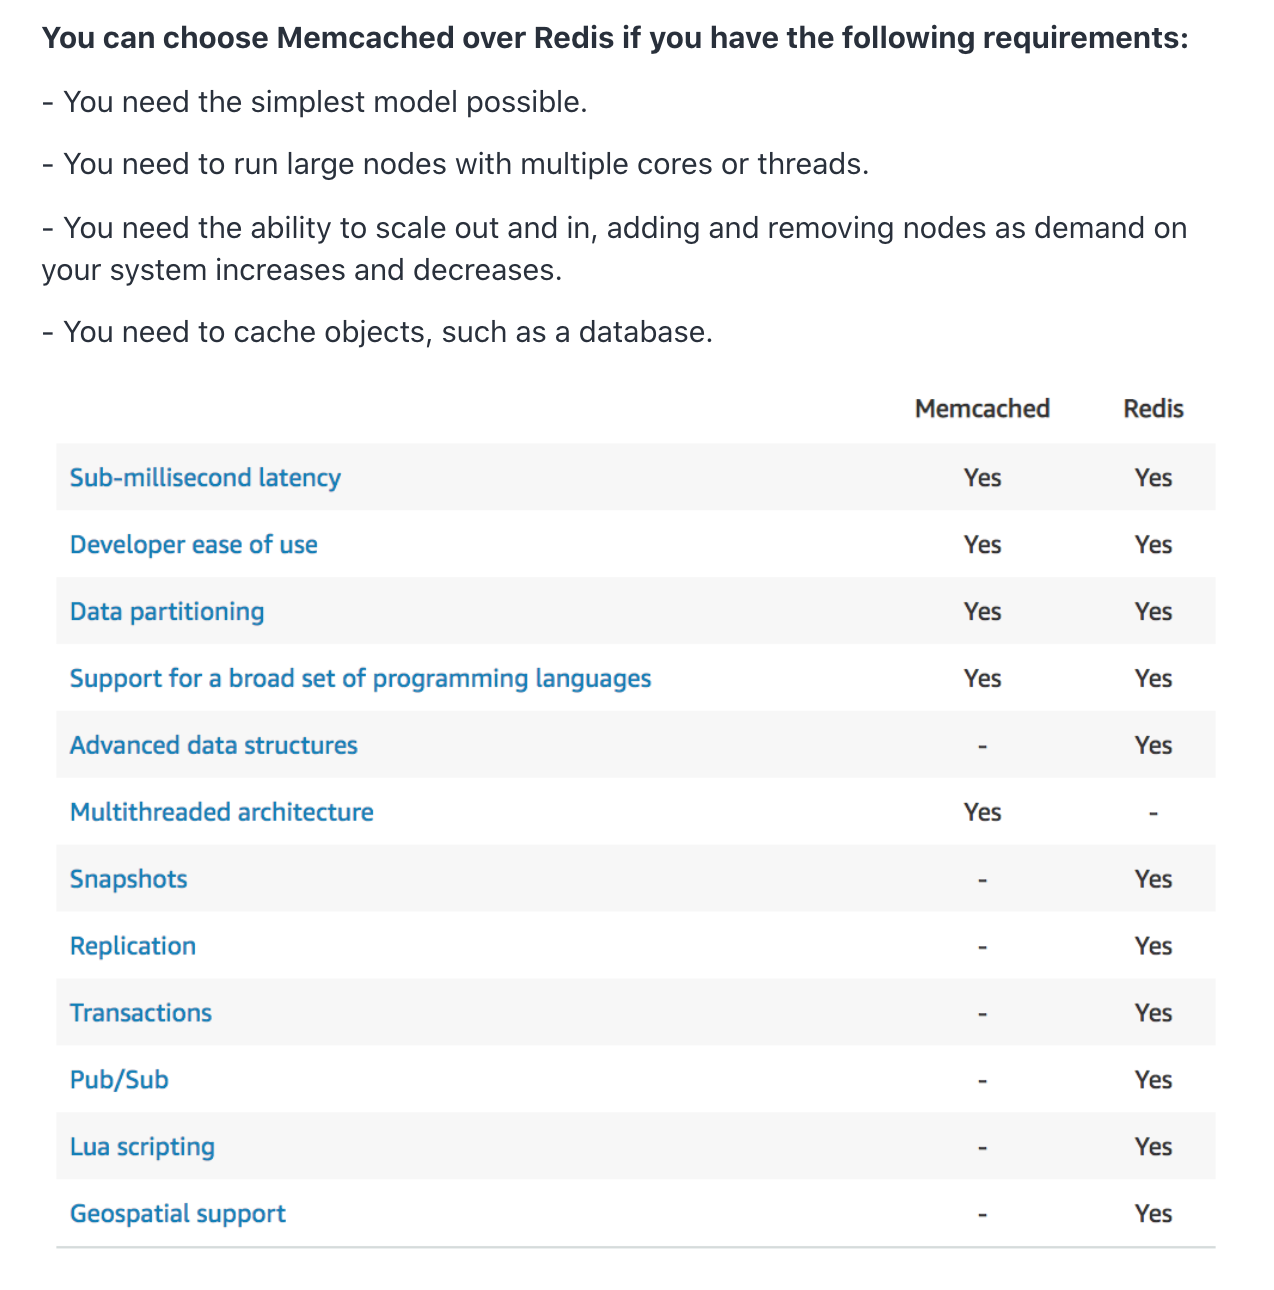 You can choose Memcached over Redis if you have the following requirements:
- You need the simplest model possible.
- You need to run large nodes with multiple cores or threads.
- You need the ability to scale out and in, adding and removing nodes as demand on
your system increases and decreases.
- You need to cache objects, such as a database.
Memcached Redis
Sub-millisecond latency Yes Yes
Developer ease of use Yes Yes
Data partitioning Yes Yes
Support for a broad set of programming languages Yes Yes
Advanced data structures - Yes
Multithreaded architecture Yes -
Snapshots - Yes
Replication - Yes
Transactions - Yes
Pub/Sub - Yes
Lua scripting - Yes
Geospatial support - Yes